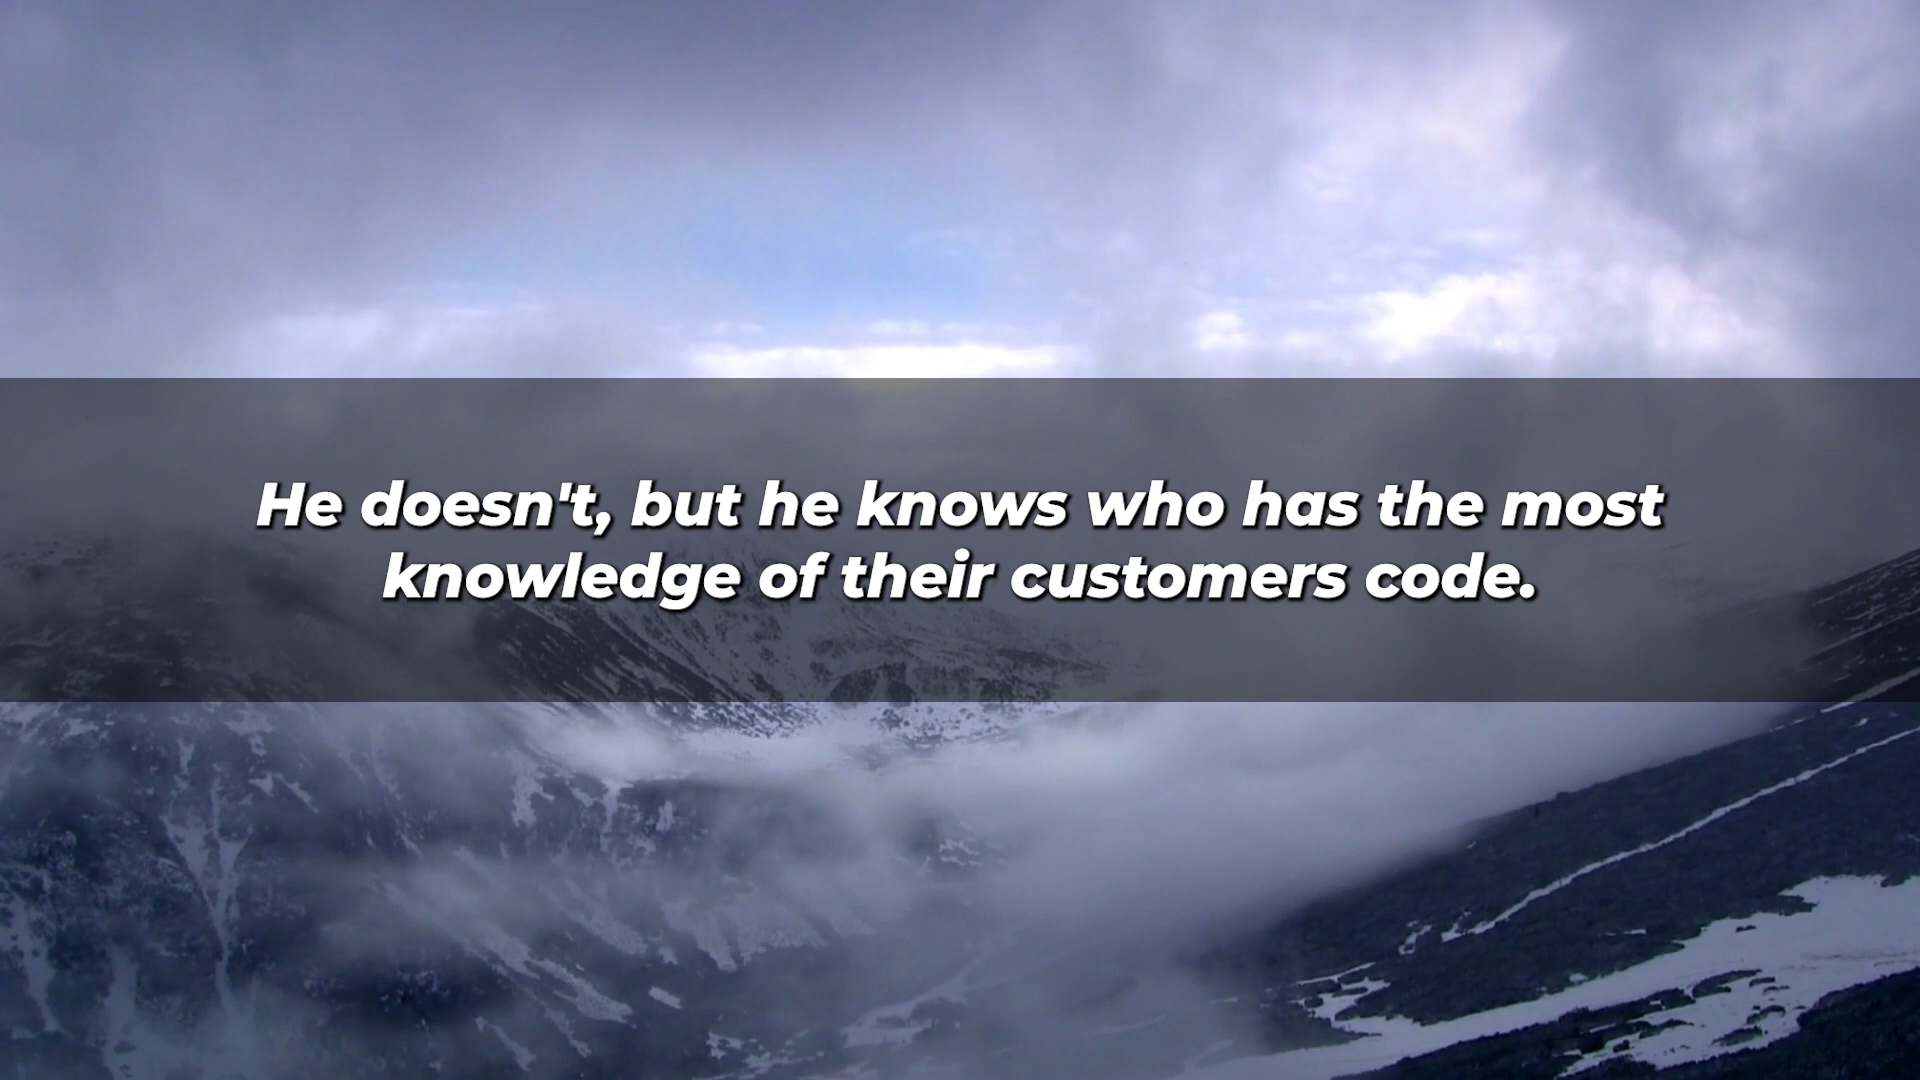 He doesn't, but he knows who has the most
knowledge of their customers code.